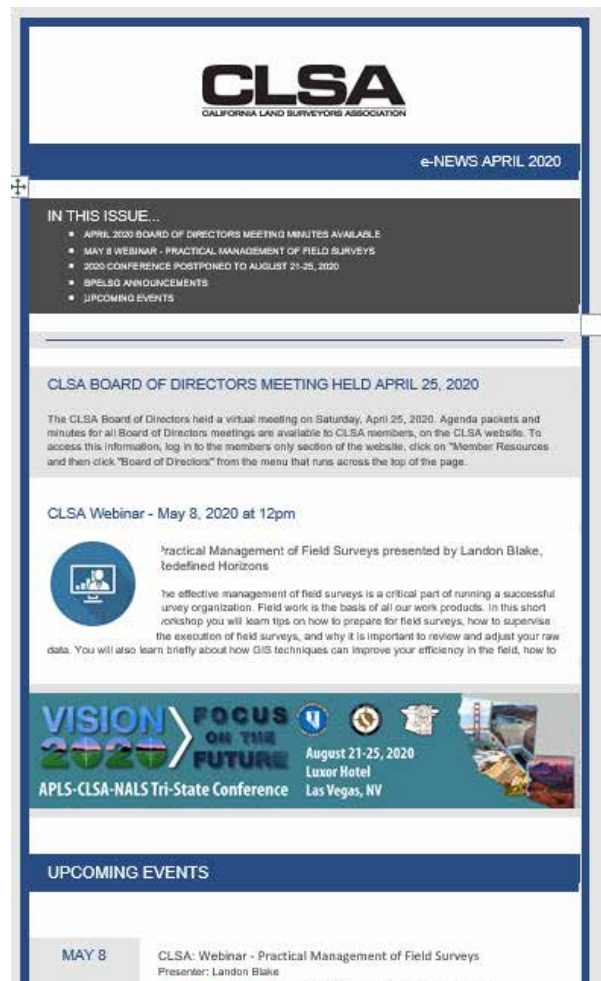 CLSA
CALIFORNIA LAND SURVEYORS ASSOCIATION
e-NEWS APRIL 2020
IN THIS ISSUE...
APRIL 2020 BOARD OF DIRECTORS MEETING MINUTES AVAILABLE
MAY 8 WEBINAR - PRACTICAL MANAGEMENT OF FIELD SURVEYS
2020 CONFERENCE POSTPONED TO AUGUST 21-25, 2020
BPELSG ANNOUNCEMENTS
UPCOMING EVENTS
CLSA BOARD OF DIRECTORS MEETING HELD APRIL 25, 2020
The CLSA Board of Directors held a virtual meeting on Saturday, April 25, 2020. Agenda packets and
minutes for all Board of Directors meetings are available to CLSA members, on the CLSA website. To
access this information, log in to the members only section of the website, click on "Member Resources
and then click "Board of Directors" from the menu that runs across the top of the page.
CLSA Webinar - May 8, 2020 at 12pm
Practical Management of Field Surveys presented by Landon Blake,
Redefined Horizons
he effective management of field surveys is a critical part of running a successful
urvey organization. Field work is the basis of all our work products. In this short
workshop you will learn tips on how to prepare for field surveys, how to supervise
the execution of field surveys, and why it is important to review and adjust your raw
data. You will also learn briefly about how GIS techniques can improve your efficiency in the field, how to
VISION 2020 FOCUS ON THE FUTURE
August 21-25, 2020
Luxor Hotel
APLS-CLSA-NALS Tri-State Conference Las Vegas, NV
UPCOMING EVENTS
MAY 8 CLSA: Webinar - Practical Management of Field Surveys
Presenter: Landon Blake